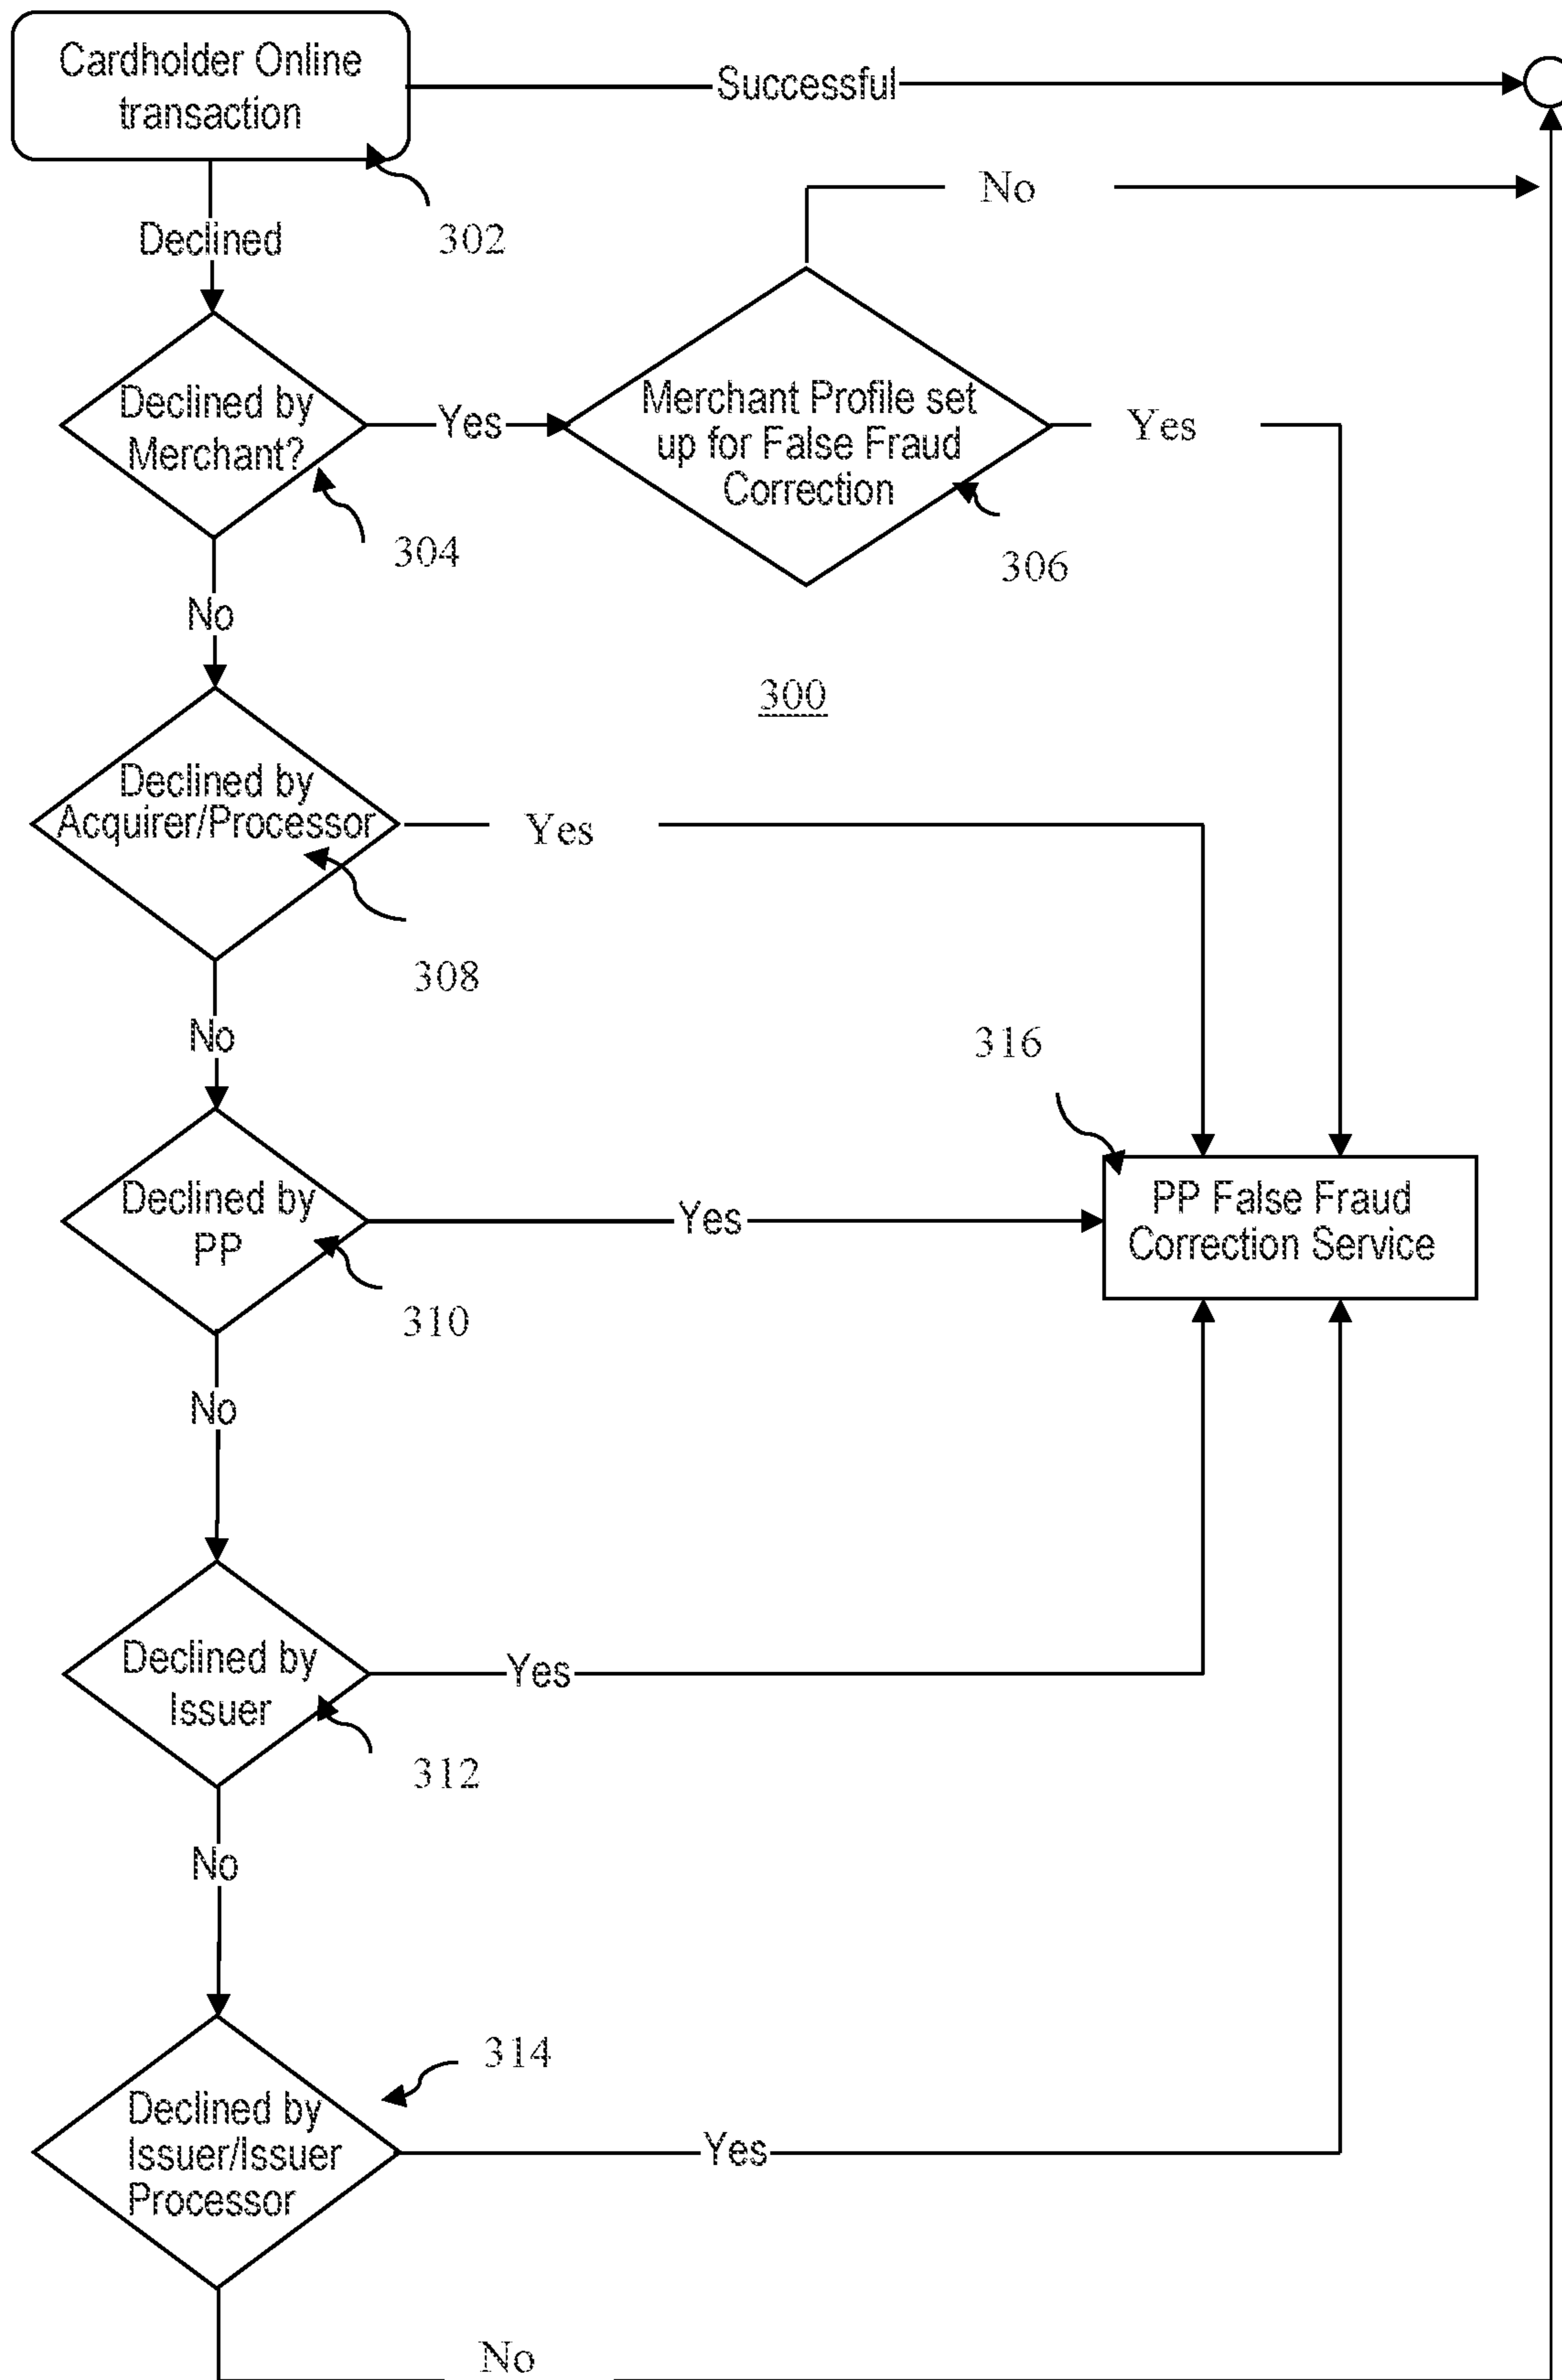 Cardholder Online
transaction
Successful
302
Declined
No
Declined by
Merchant?
Yes
304
Merchant Profile set
up for False Fraud
Correction
Yes
306
No
300
Declined by
Acquirer/Processor
Yes
308
No
316
Declined by
PP
Yes
PP False Fraud
Correction Service
310
No
Declined by
Issuer
Yes
312
No
314
Declined by
Issuer/Issuer
Processor
Yes
No